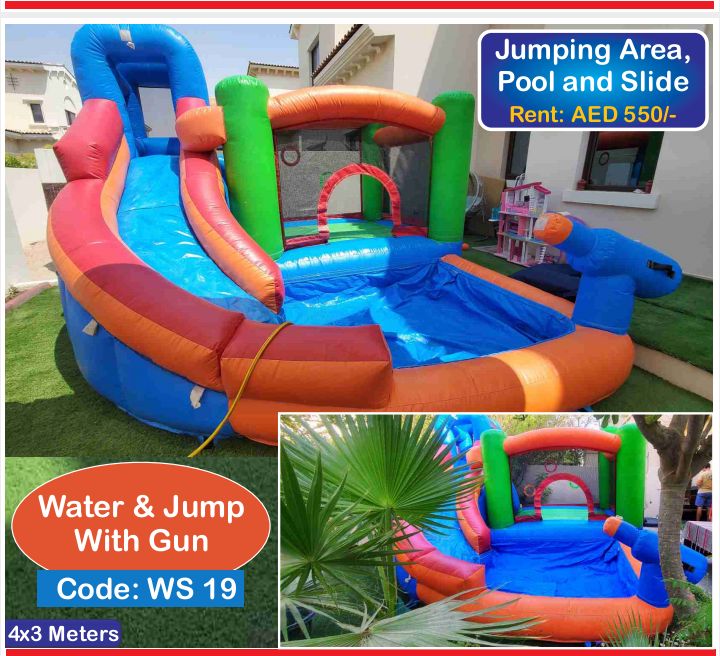 Jumping Area,
Pool and Slide
Rent: AED 550/-
Water & Jump
With Gun
Code: WS 19
4x3 Meters